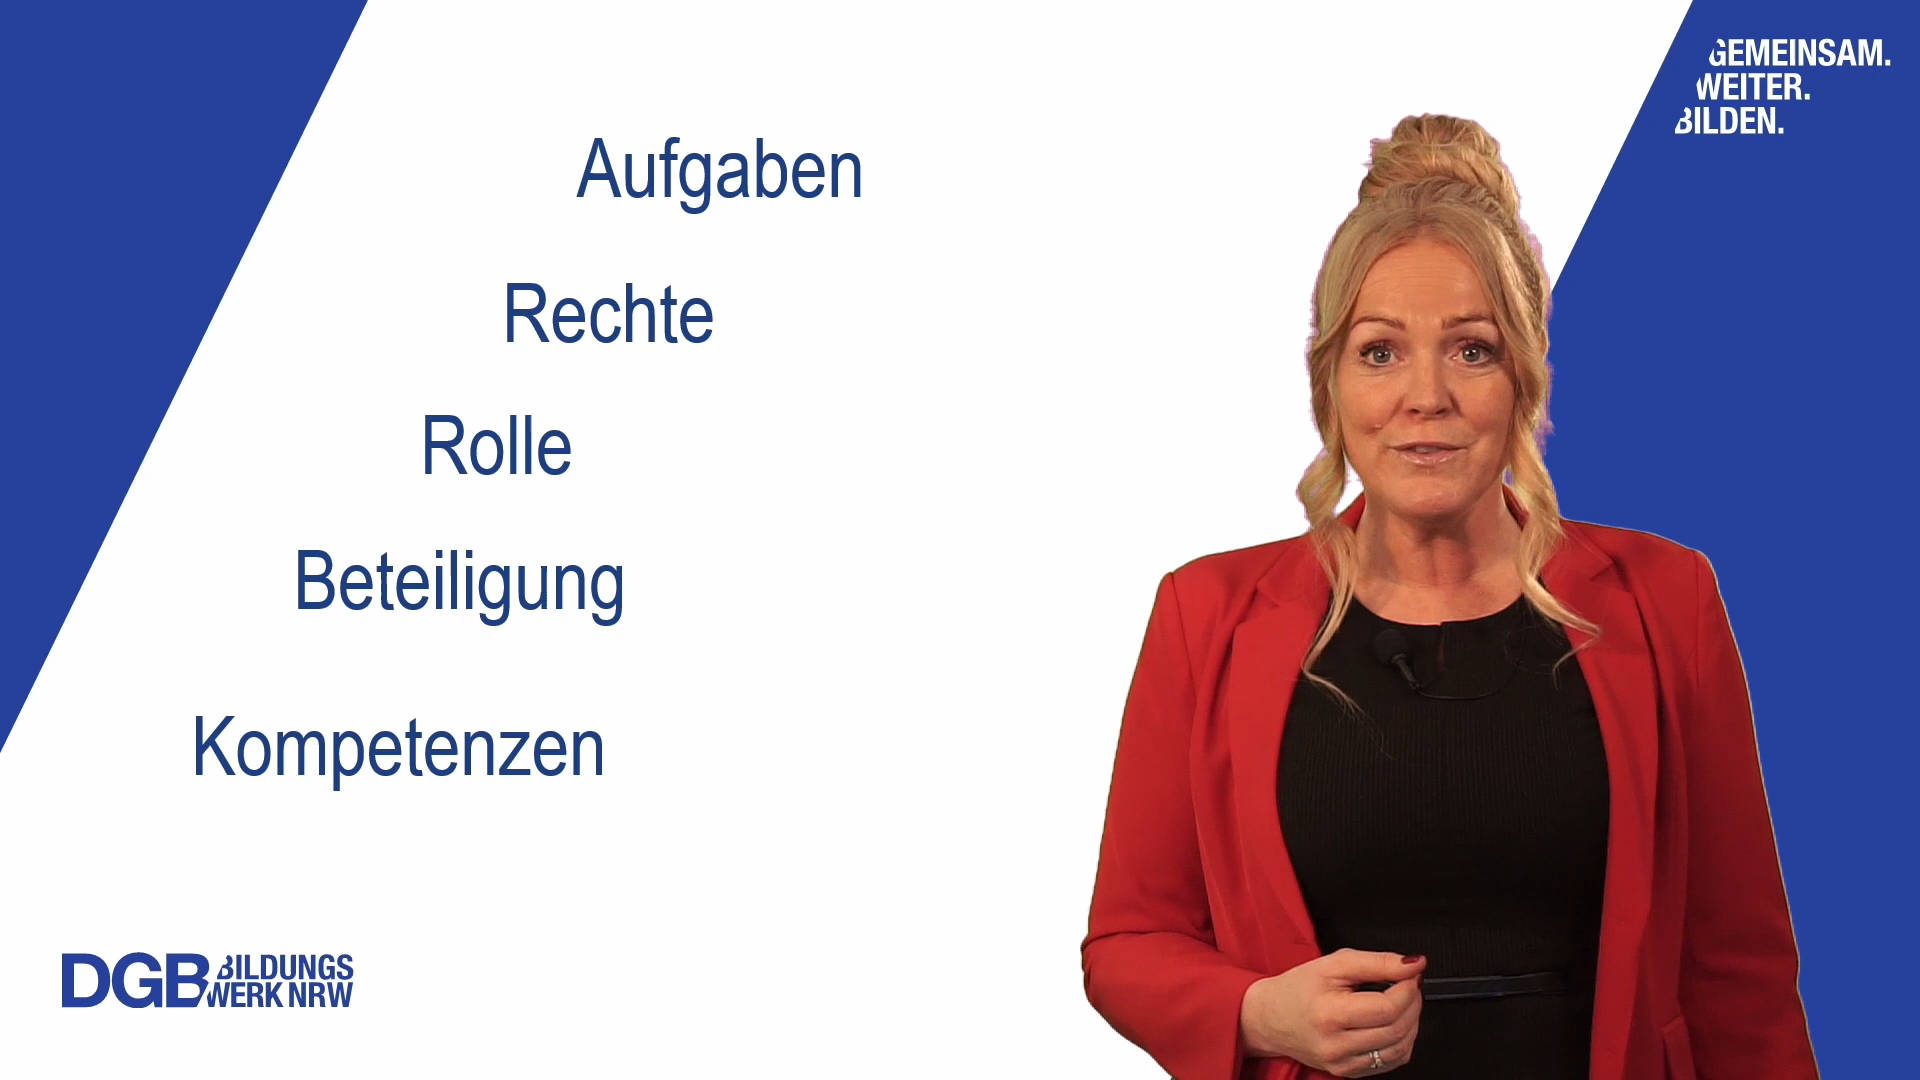 GEMEINSAM.
WEITER.
BILDEN.
Aufgaben
Rechte
Rolle
Beteiligung
Kompetenzen
DGB BILDUNGS
WERK NRW